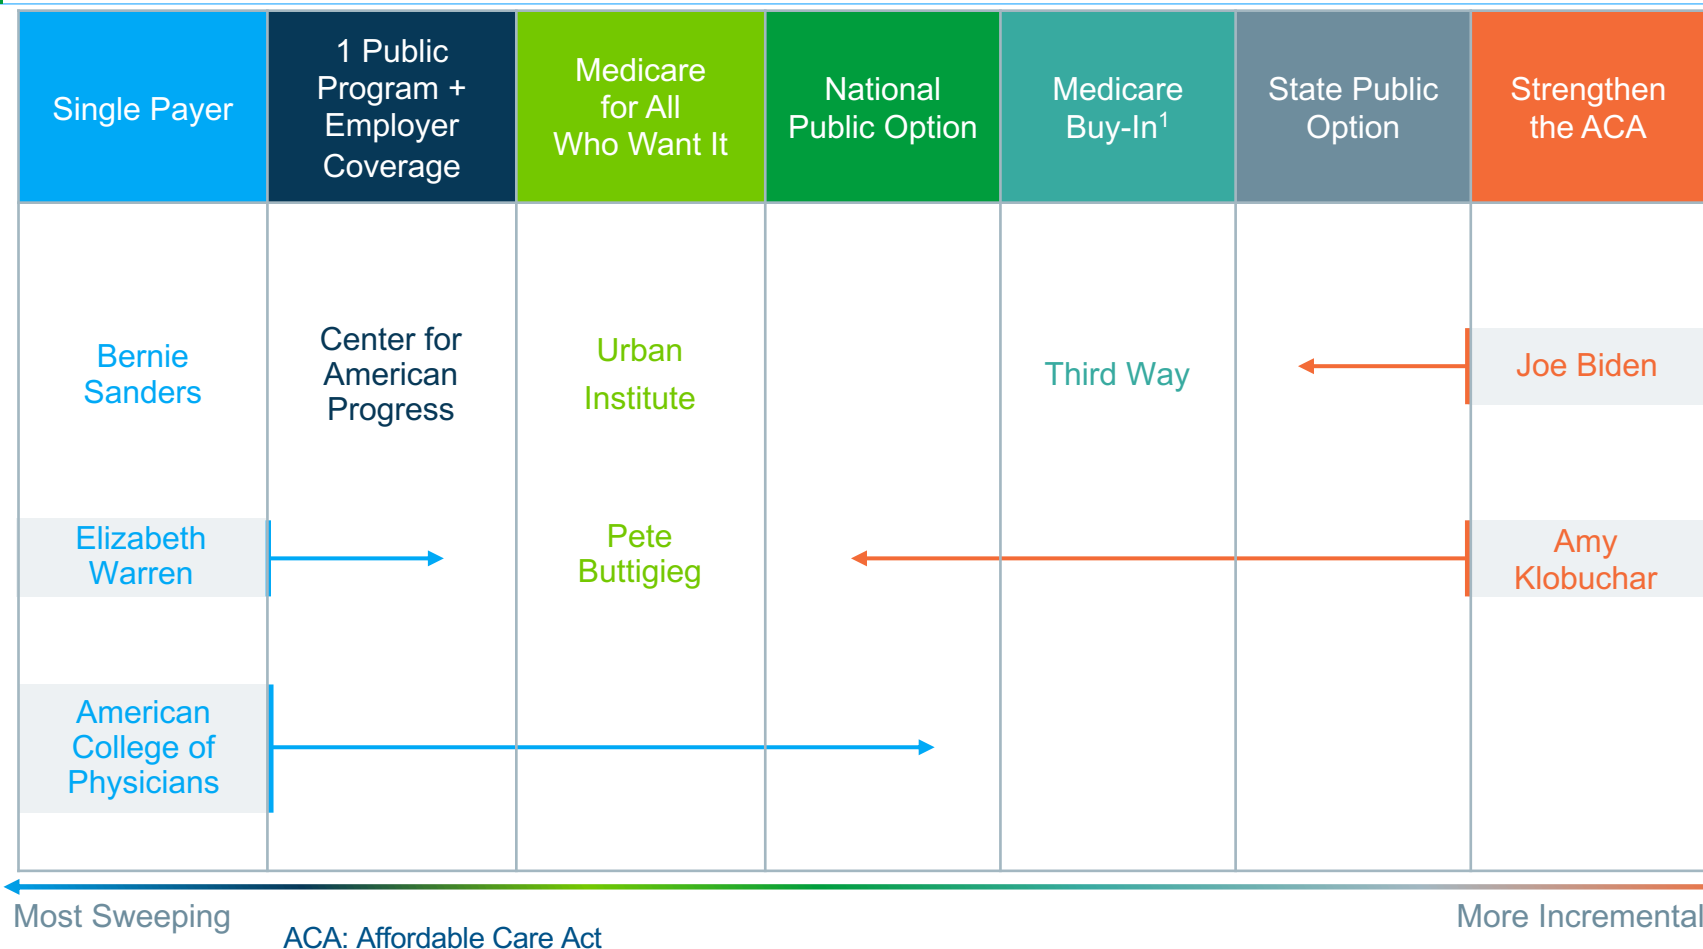 Single Payer
1 Public
Program +
Employer
Coverage
Medicare
for All
Who Want It
National
Public Option
Medicare
Buy-In¹
State Public
Option
Strengthen
the ACA
Bernie
Sanders
Center for
American
Progress
Urban
Institute
Third Way
Joe Biden
Elizabeth
Warren
Pete
Buttigieg
Amy
Klobuchar
American
College of
Physicians
Most Sweeping
More Incremental
ACA: Affordable Care Act